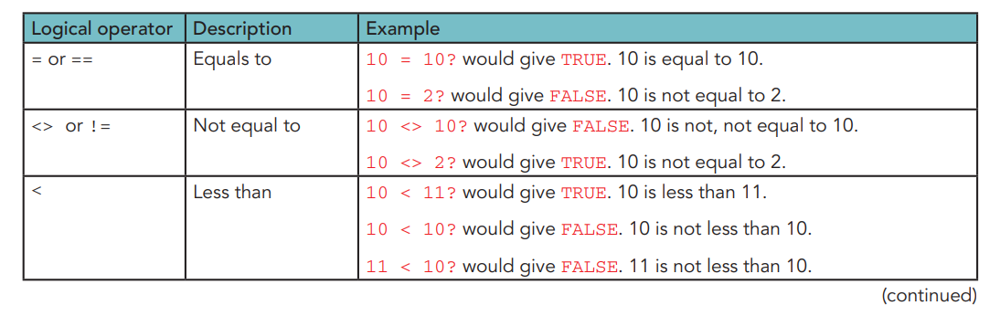 Logical operator Description Example
= or == Equals to 10 = 10? would give TRUE. 10 is equal to 10.
10 = 2? would give FALSE. 10 is not equal to 2.
<> or != Not equal to 10 <> 10? would give FALSE. 10 is not, not equal to 10.
10 <> 2? would give TRUE. 10 is not equal to 2.
< Less than 10 < 11? would give TRUE. 10 is less than 11.
10 < 10? would give FALSE. 10 is not less than 10.
11 < 10? would give FALSE. 11 is not less than 10.
(continued)